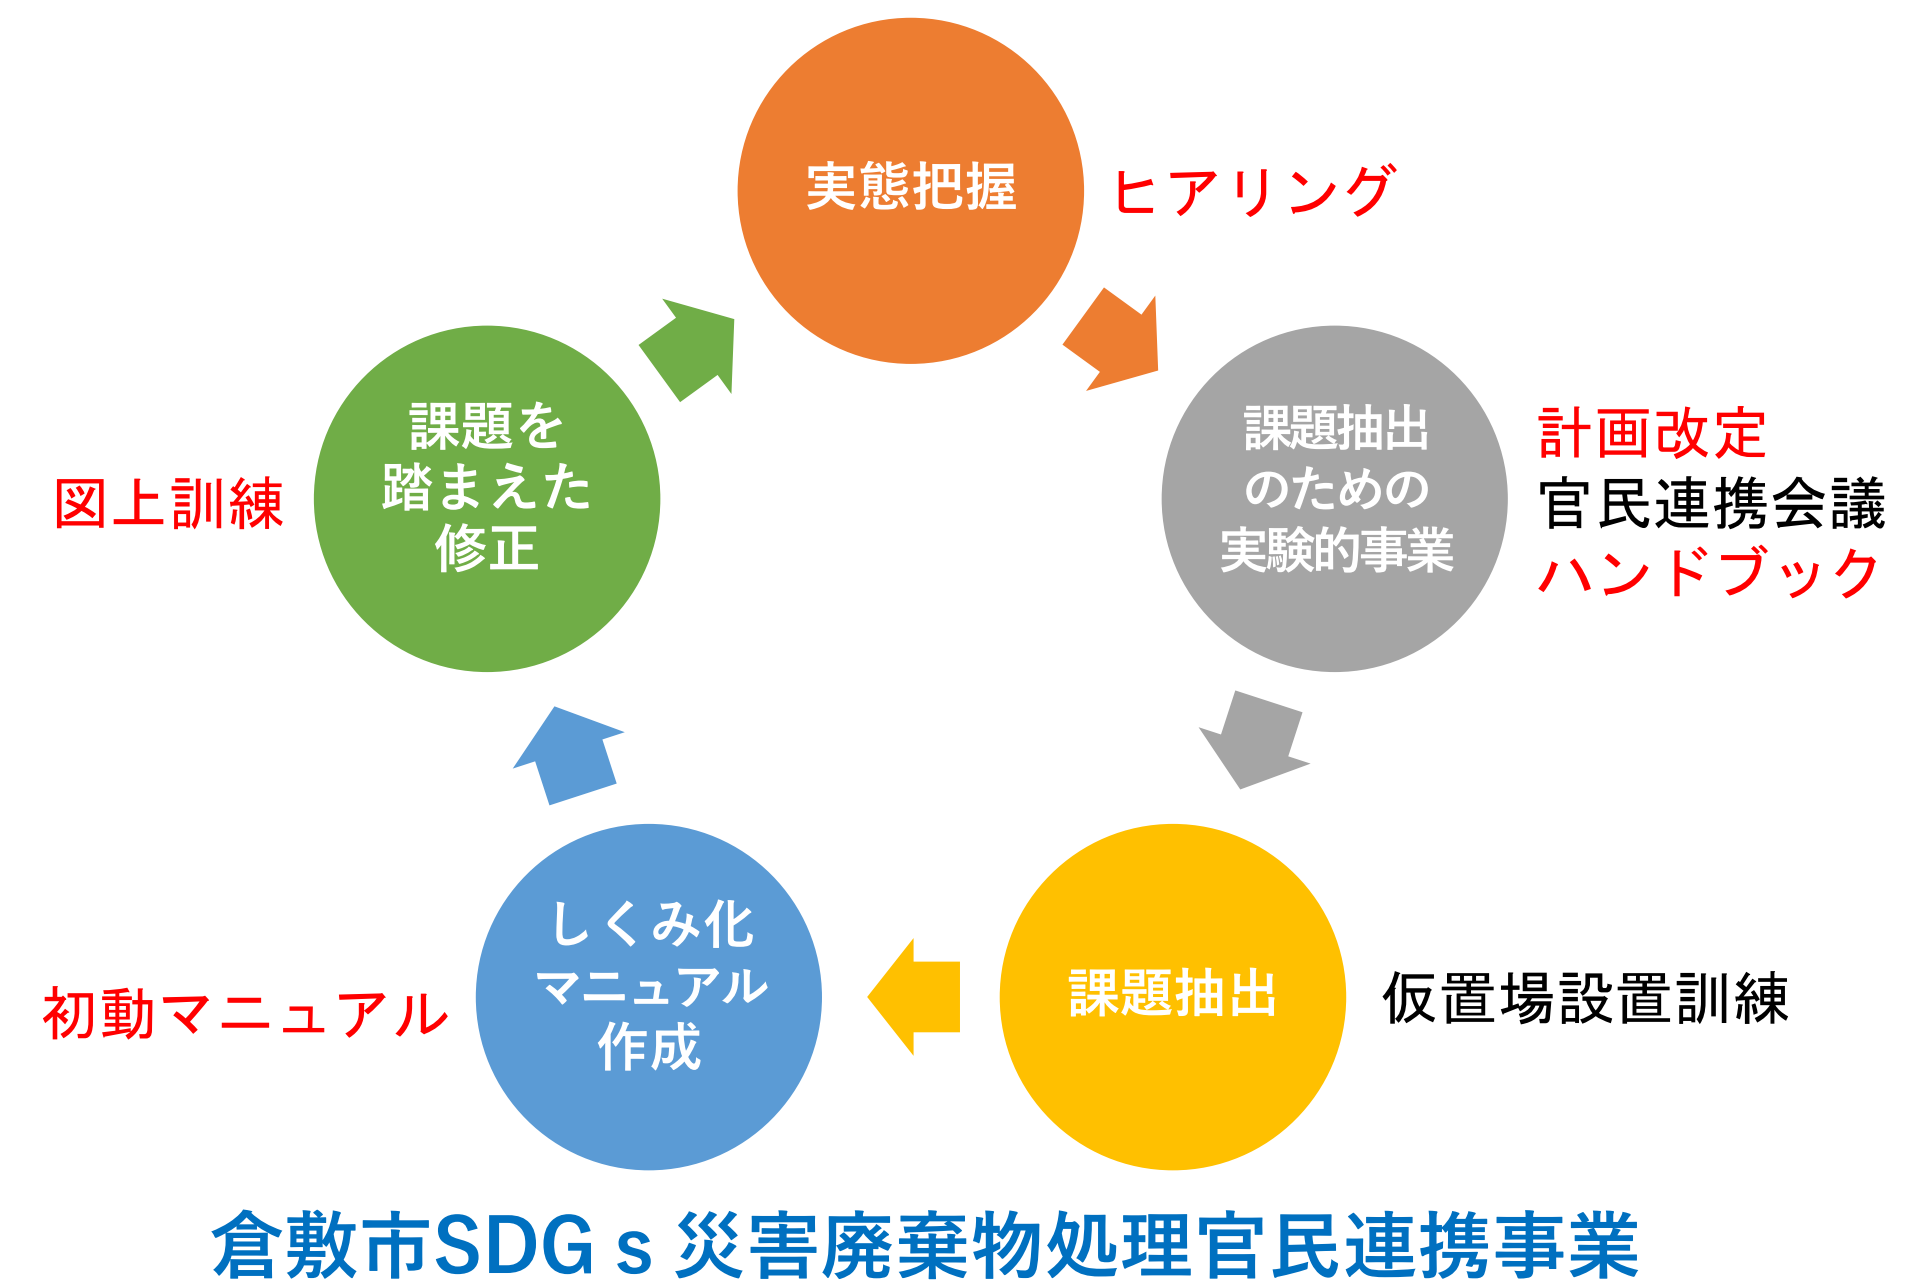 実態把握
ヒアリング
課題抽出
のための
実験的事業
計画改定
官民連携会議
ハンドブック
課題抽出
仮置場設置訓練
しくみ化
マニュアル
作成
初動マニュアル
課題を
踏まえた
修正
図上訓練
倉敷市SDGs災害廃棄物処理官民連携事業